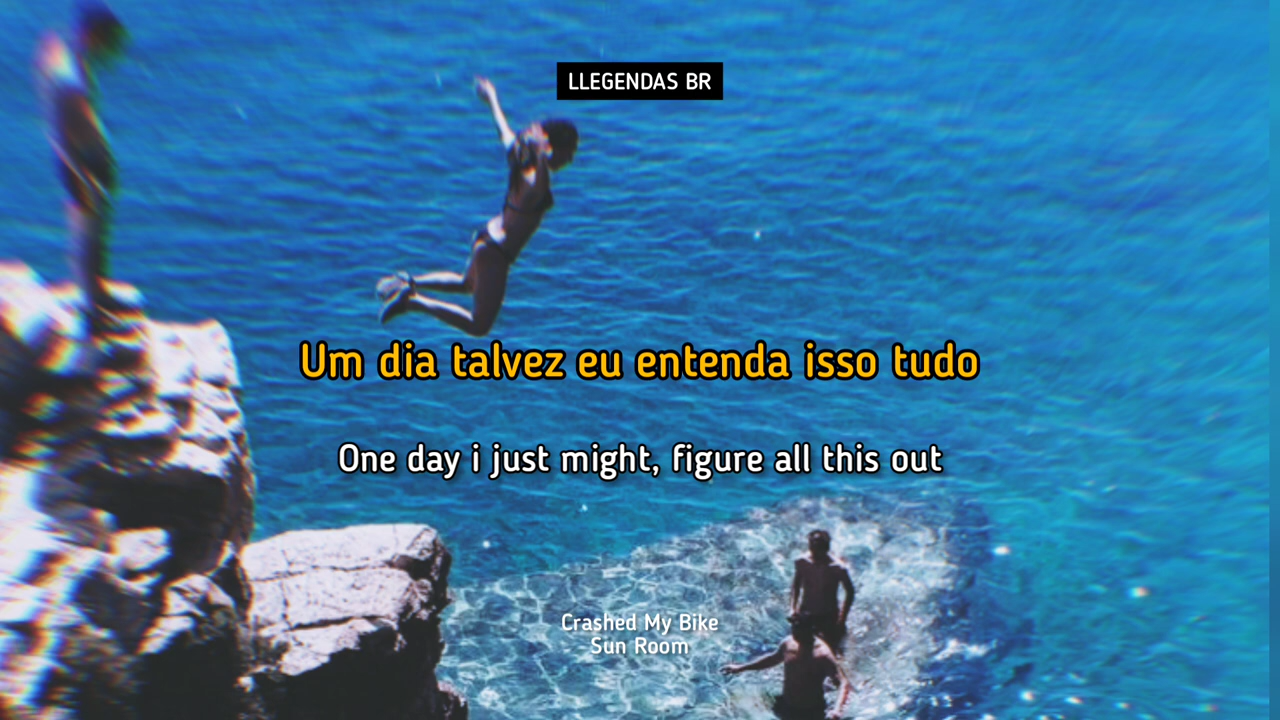 LLEGENDAS BR
Um dia talvez eu entenda isso tudo
One day i just might, figure all this out
Crashed My Bike
Sun Room